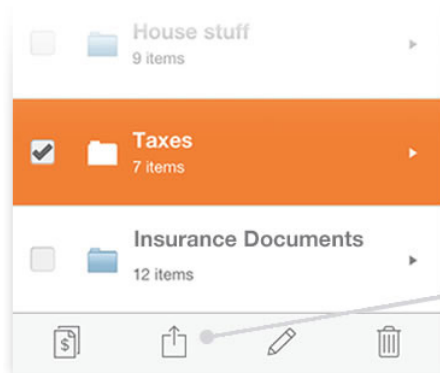 House stuff
9 items
Taxes
7 items
Insurance Documents
12 items
$